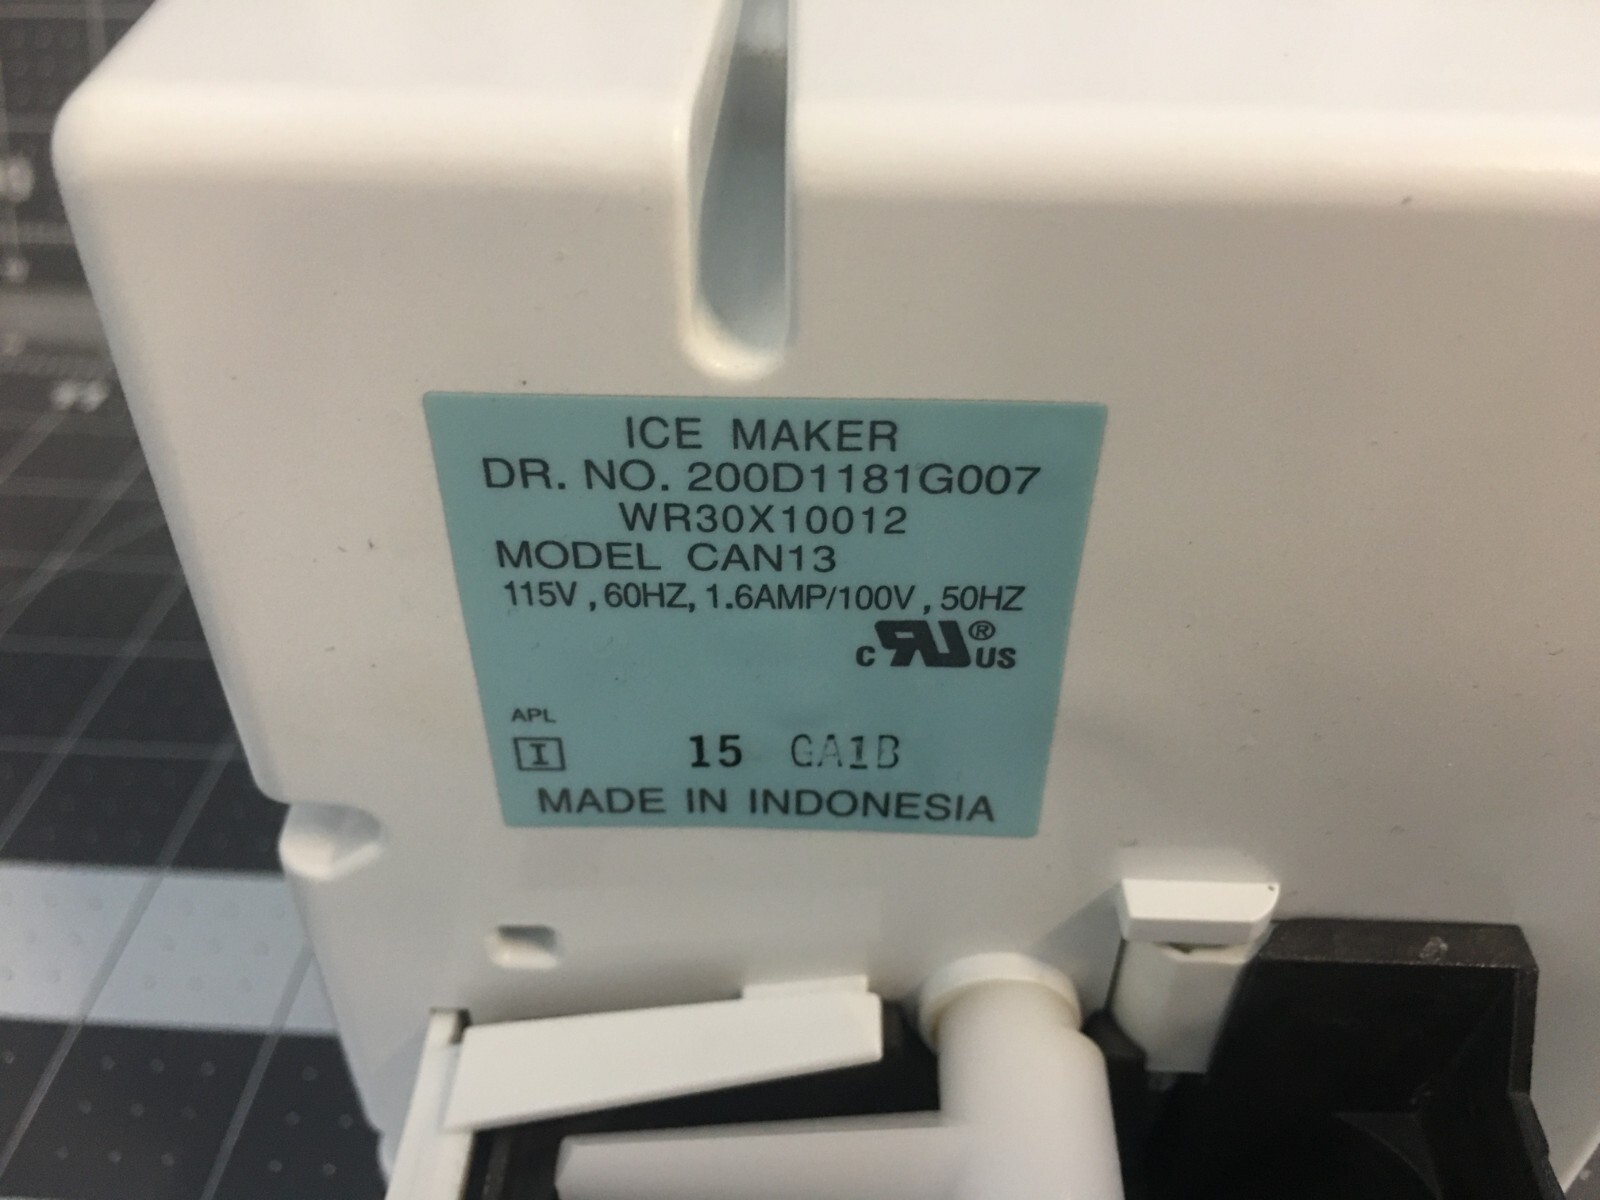 ICE MAKER
DR. NO. 200D1181G007
WR30X10012
MODEL CAN13
115V , 60HZ, 1.6AMP/100V , 50HZ
c RU ® US
APL
I 15 GA1B
MADE IN INDONESIA